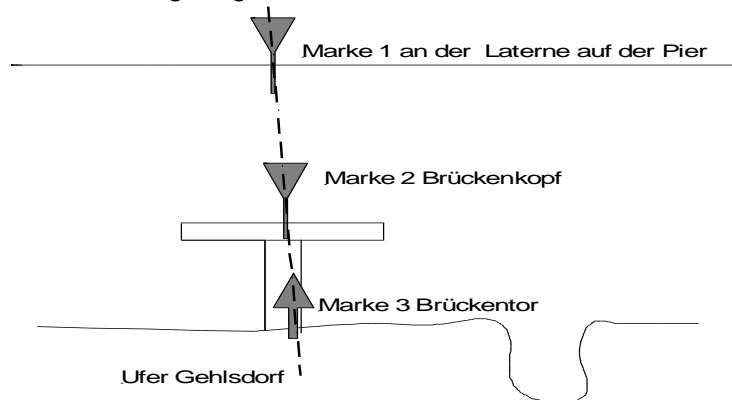 Marke 1 an der Laterne auf der Pier
Marke 2 Brückenkopf
Marke 3 Brückentor
Ufer Gehlsdorf